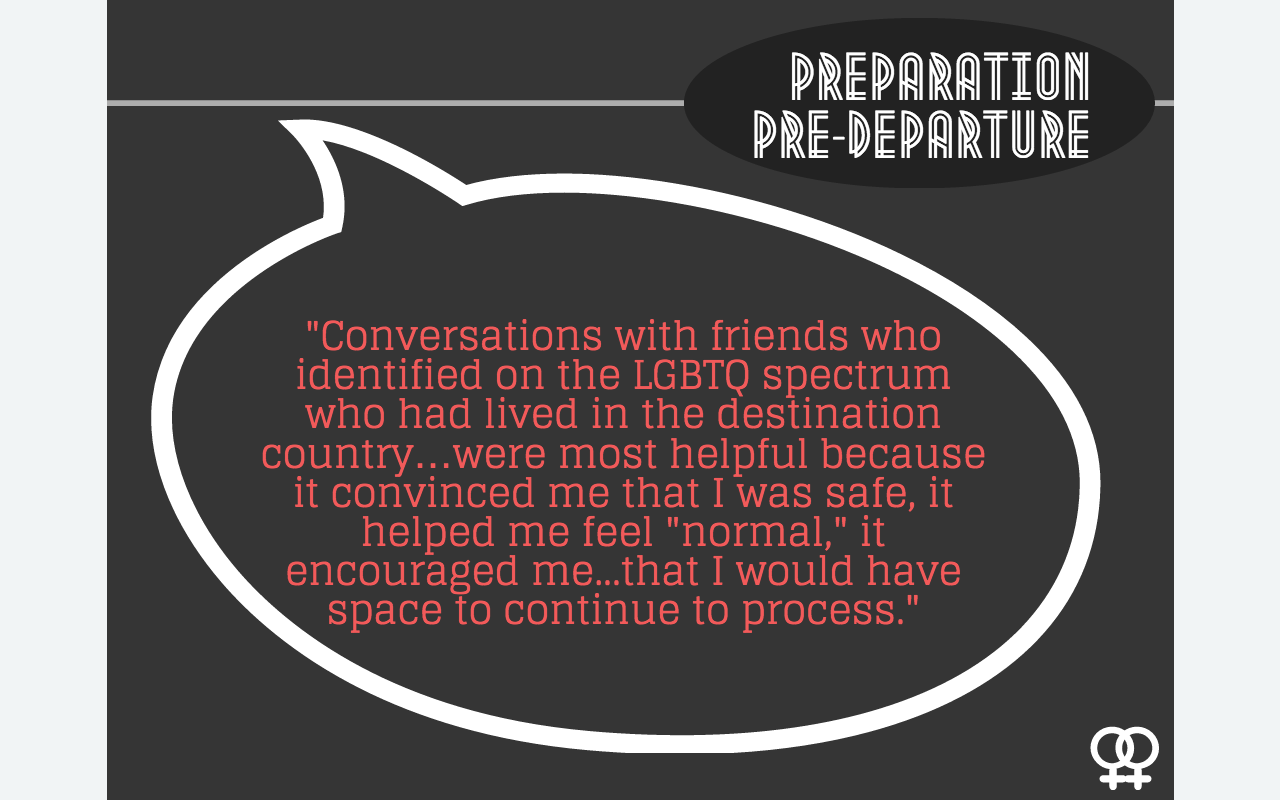 PREPARATION
PRE-DEPARTURE
"Conversations with friends who
identified on the LGBTQ spectrum
who had lived in the destination
country...were most helpful because
it convinced me that I was safe, it
helped me feel "normal," it
encouraged me...that I would have
space to continue to process."